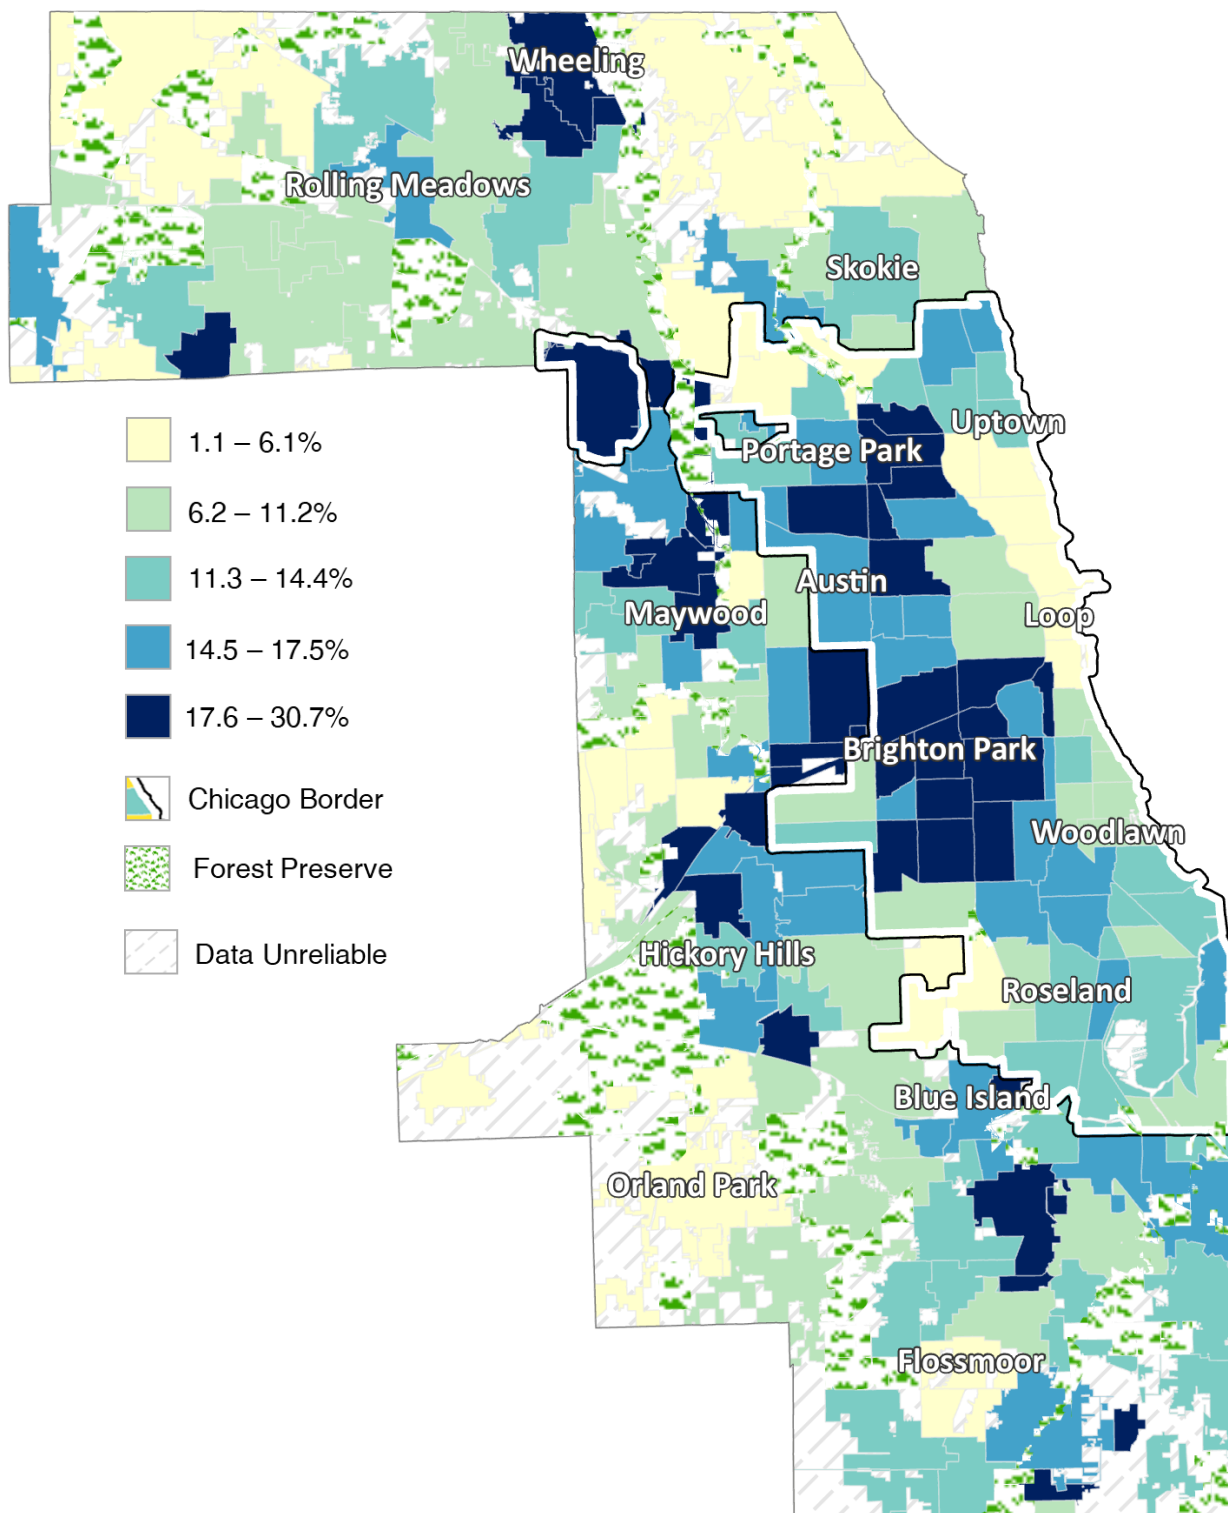 Wheeling
Rolling Meadows
Skokie
Uptown
Portage Park
Austin
Loop
Maywood
Brighton Park
Woodlawn
Hickory Hills
Roseland
Blue Island
Orland Park
Flossmoor
1.1 – 6.1%
6.2 – 11.2%
11.3 – 14.4%
14.5 – 17.5%
17.6 – 30.7%
Chicago Border
Forest Preserve
Data Unreliable